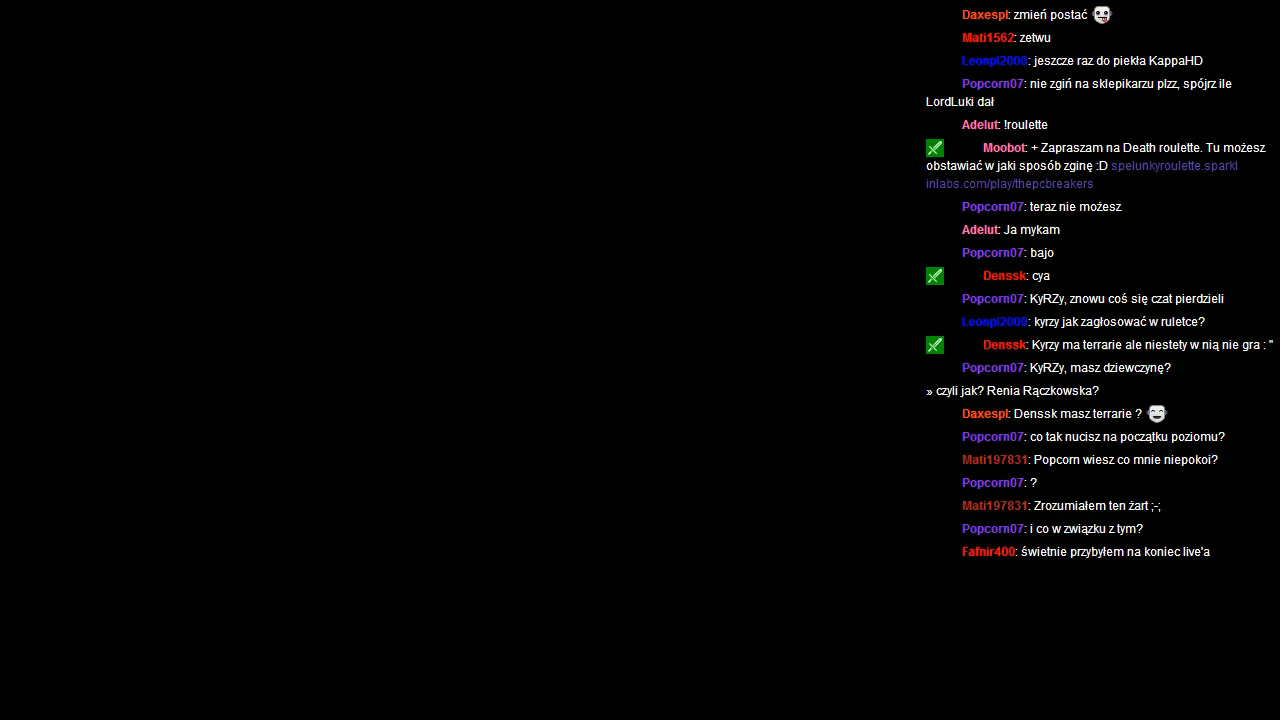 Daxespl: zmień postać
Mati1562: zetwu
Leonpl2000: jeszcze raz do piekła KappaHD
Popcorn07: nie zgiń na sklepikarzu plzz, spójrz ile
LordLuki dał
Adelut: !roulette
Moobot: + Zapraszam na Death roulette. Tu możesz
obstawiać w jaki sposób zginę :D spelunkyroulette.sparkl
inlabs.com/play/thepcbreakers
Popcorn07: teraz nie możesz
Adelut: Ja mykam
Popcorn07: bajo
Denssk: cya
Popcorn07: KyRZy, znowu coś się czat pierdzieli
Leonpl2000: kyrzy jak zagłosować w ruletce?
Denssk: Kyrzy ma terrarie ale niestety w nią nie gra : "
Popcorn07: KyRZy, masz dziewczynę?
» czyli jak? Renia Rączkowska?
Daxespl: Denssk masz terrarie ?
Popcorn07: co tak nucisz na początku poziomu?
Mati197831: Popcorn wiesz co mnie niepokoi?
Popcorn07: ?
Mati197831: Zrozumiałem ten żart ;-;
Popcorn07: i co w związku z tym?
Fafnir400: świetnie przybyłem na koniec live'a